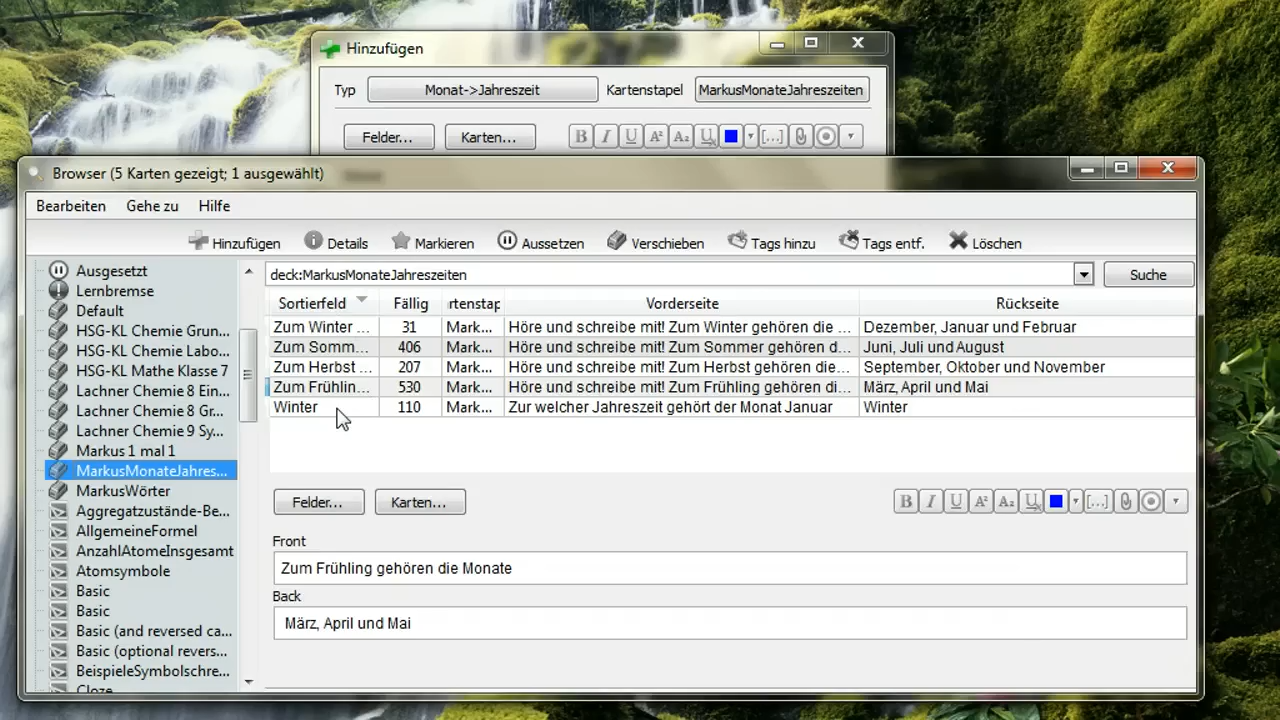 Hinzufügen
Typ Monat->Jahreszeit Kartenstapel MarkusMonateJahreszeiten
Felder... Karten... B I U A² A₂ U [...]
Browser (5 Karten gezeigt; 1 ausgewählt)
Bearbeiten Gehe zu Hilfe
Hinzufügen Details Markieren Aussetzen Verschieben Tags hinzu Tags entf. Löschen
Ausgesetzt
Lernbremse
Default
HSG-KL Chemie Grun...
HSG-KL Chemie Labo...
HSG-KL Mathe Klasse 7
Lachner Chemie 8 Ein...
Lachner Chemie 8 Gr...
Lachner Chemie 9 Sy...
Markus 1 mal 1
MarkusMonateJahres...
MarkusWörter
Aggregatzustände-Be...
AllgemeineFormel
AnzahlAtomeInsgesamt
Atomsymbole
Basic
Basic
Basic (and reversed ca...
Basic (optional revers...
BeispieleSymbolschre...
Cloze
deck:MarkusMonateJahreszeiten Suche
Sortierfeld Fällig rtenstap Vorderseite Rückseite
Zum Winter ... 31 Mark... Höre und schreibe mit! Zum Winter gehören die ... Dezember, Januar und Februar
Zum Somm... 406 Mark... Höre und schreibe mit! Zum Sommer gehören d... Juni, Juli und August
Zum Herbst ... 207 Mark... Höre und schreibe mit! Zum Herbst gehören die... September, Oktober und November
Zum Frühlin... 530 Mark... Höre und schreibe mit! Zum Frühling gehören di... März, April und Mai
Winter 110 Mark... Zur welcher Jahreszeit gehört der Monat Januar Winter
Felder... Karten... B I U A² A₂ U [...]
Front
Zum Frühling gehören die Monate
Back
März, April und Mai